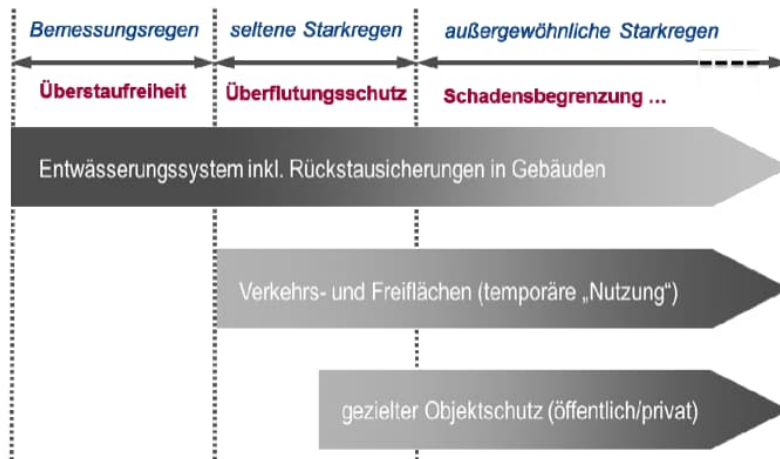 Bemessungsregen seltene Starkregen außergewöhnliche Starkregen
Überstaufreiheit Überflutungsschutz Schadensbegrenzung ...
Entwässerungssystem inkl. Rückstausicherungen in Gebäuden
Verkehrs- und Freiflächen (temporäre „Nutzung“)
gezielter Objektschutz (öffentlich/privat)